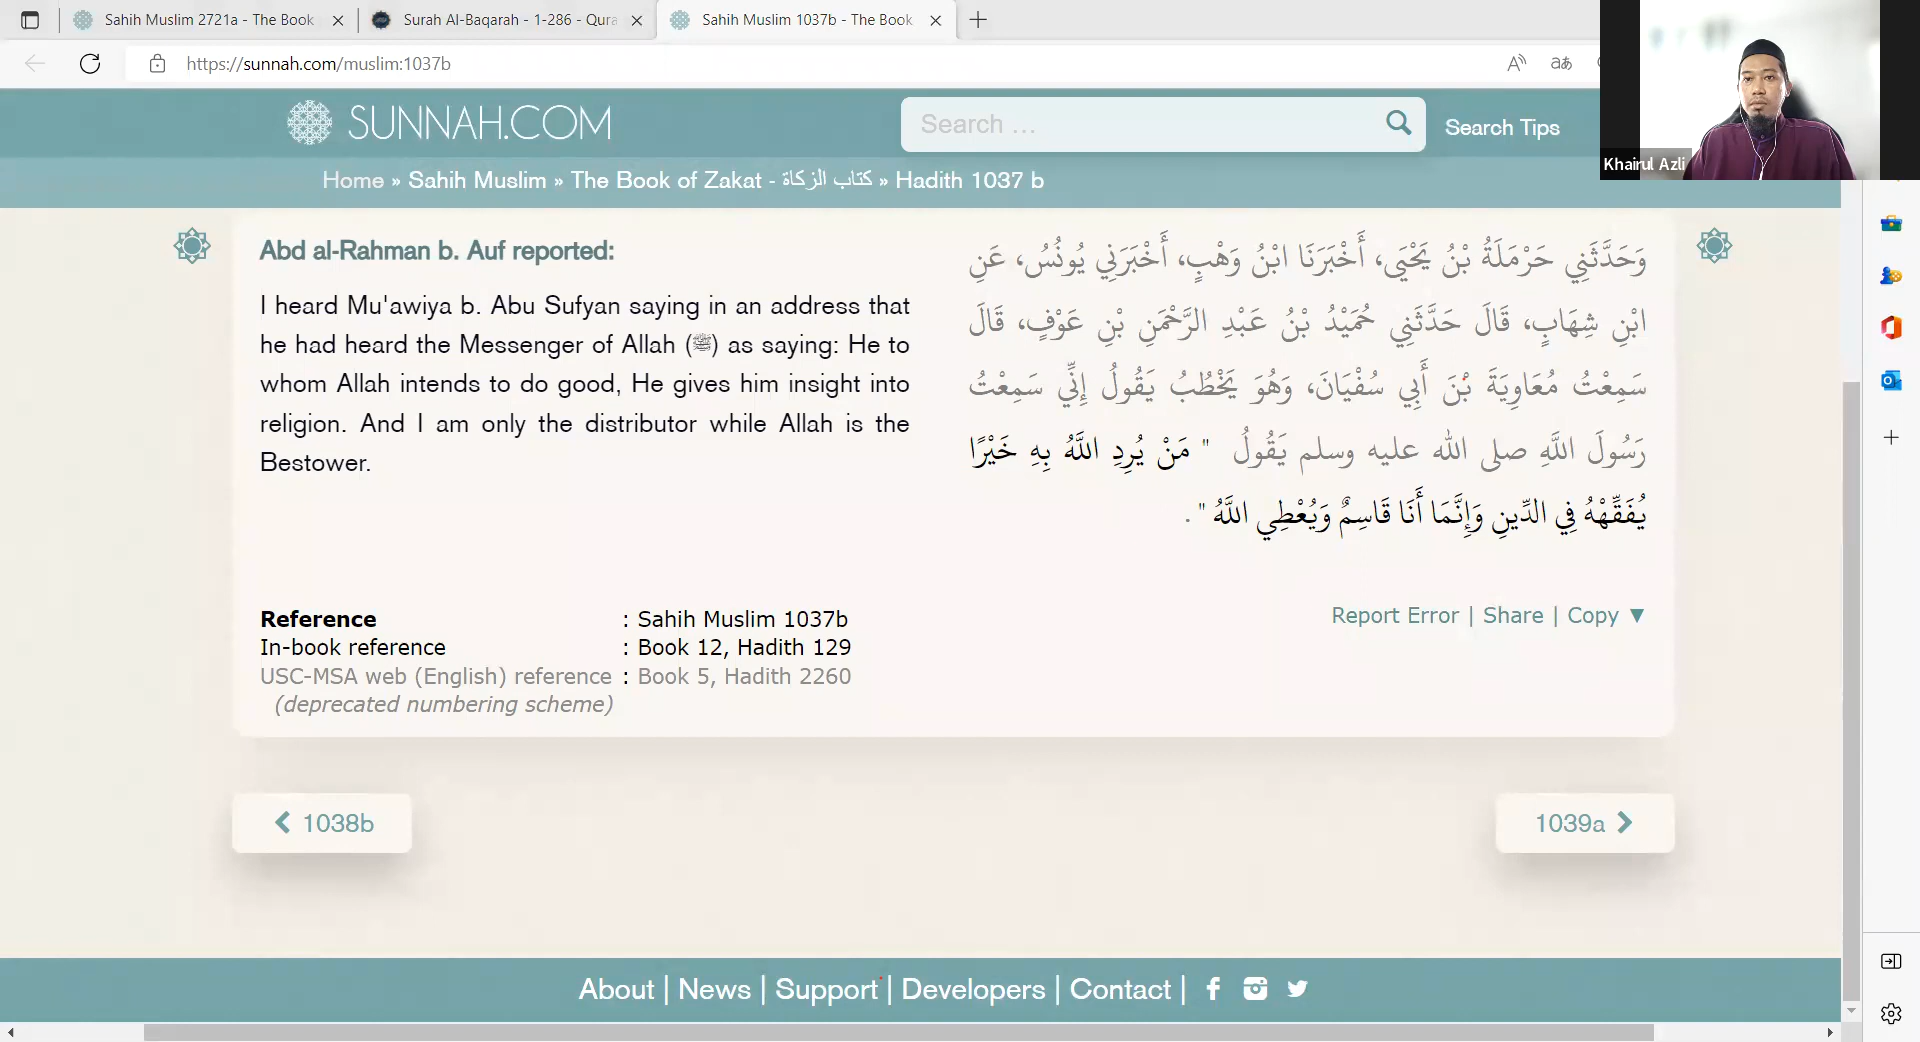 Sahih Muslim 2721a - The Book
Surah Al-Baqarah - 1-286 - Qura
Sahih Muslim 1037b - The Book
https://sunnah.com/muslim:1037b
SUNNAH.COM
Search ...
Search Tips
Khairul Azli
Home » Sahih Muslim » The Book of Zakat - كتاب الزكاة » Hadith 1037 b
Abd al-Rahman b. Auf reported:
I heard Mu'awiya b. Abu Sufyan saying in an address that
he had heard the Messenger of Allah (ﷺ) as saying: He to
whom Allah intends to do good, He gives him insight into
religion. And I am only the distributor while Allah is the
Bestower.
وَحَدَّثَنِي حَرْمَلَةُ بْنُ يَحْيَى، أَخْبَرَنَا ابْنُ وَهْبٍ، أَخْبَرَنِي يُونُسُ، عَنِ
ابْنِ شِهَابٍ، قَالَ حَدَّثَنِي حُمَيْدُ بْنُ عَبْدِ الرَّحْمَنِ بْنِ عَوْفٍ، قَالَ
سَمِعْتُ مُعَاوِيَةَ بْنَ أَبِي سُفْيَانَ، وَهُوَ يَخْطُبُ يَقُولُ إِنِّي سَمِعْتُ
رَسُولَ اللَّهِ صلى الله عليه وسلم يَقُولُ " مَنْ يُرِدِ اللَّهُ بِهِ خَيْرًا
يُفَقِّهْهُ فِي الدِّينِ وَإِنَّمَا أَنَا قَاسِمٌ وَيُعْطِي اللَّهُ " .
Reference : Sahih Muslim 1037b
In-book reference : Book 12, Hadith 129
USC-MSA web (English) reference : Book 5, Hadith 2260
(deprecated numbering scheme)
Report Error | Share | Copy ▼
1038b
1039a
About | News | Support | Developers | Contact |